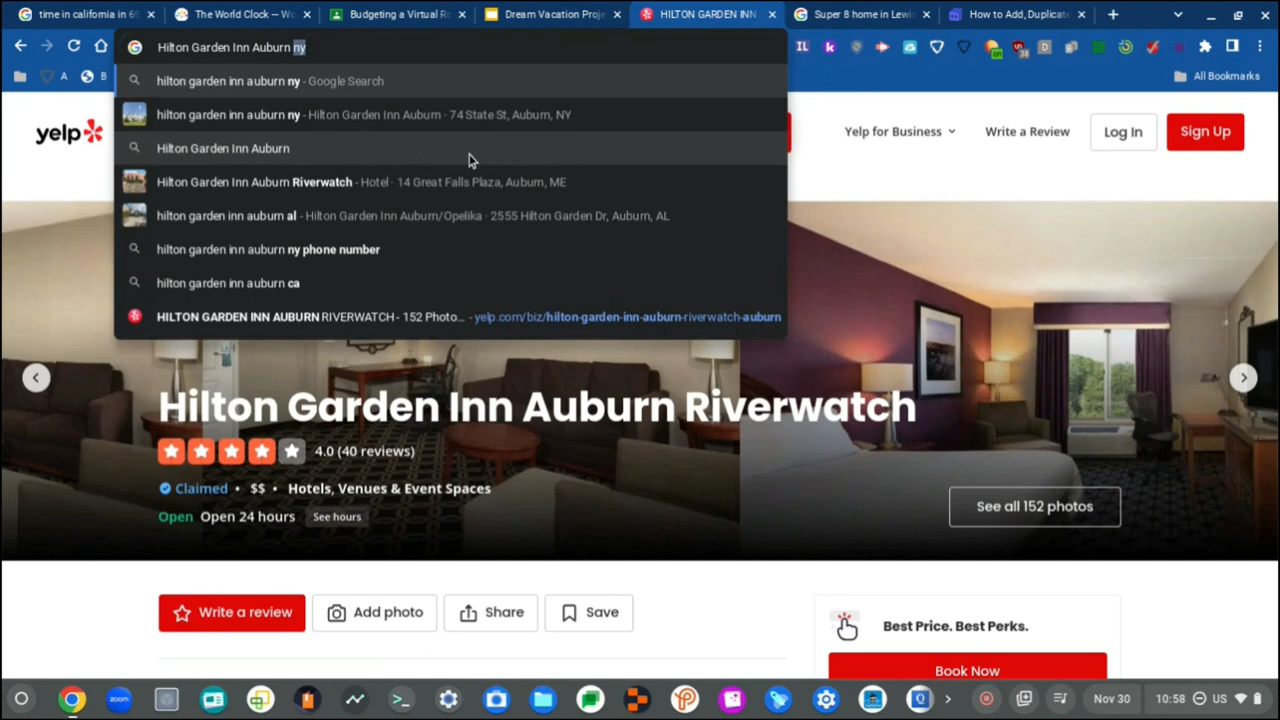 time in california in 69
The World Clock — Wo
Budgeting a Virtual R
Dream Vacation Proje
HILTON GARDEN INN
Super 8 home in Lewis
How to Add, Duplicate
Hilton Garden Inn Auburn ny
A
B
All Bookmarks
hilton garden inn auburn ny - Google Search
hilton garden inn auburn ny - Hilton Garden Inn Auburn · 74 State St, Auburn, NY
Hilton Garden Inn Auburn
Hilton Garden Inn Auburn Riverwatch - Hotel · 14 Great Falls Plaza, Auburn, ME
hilton garden inn auburn al - Hilton Garden Inn Auburn/Opelika · 2555 Hilton Garden Dr, Auburn, AL
hilton garden inn auburn ny phone number
hilton garden inn auburn ca
HILTON GARDEN INN AUBURN RIVERWATCH - 152 Photo... - yelp.com/biz/hilton-garden-inn-auburn-riverwatch-auburn
yelp
Yelp for Business
Write a Review
Log In
Sign Up
Hilton Garden Inn Auburn Riverwatch
4.0 (40 reviews)
Claimed • $$ • Hotels, Venues & Event Spaces
Open Open 24 hours See hours
See all 152 photos
Write a review
Add photo
Share
Save
Best Price. Best Perks.
Book Now
zoom
Nov 30
10:58
US